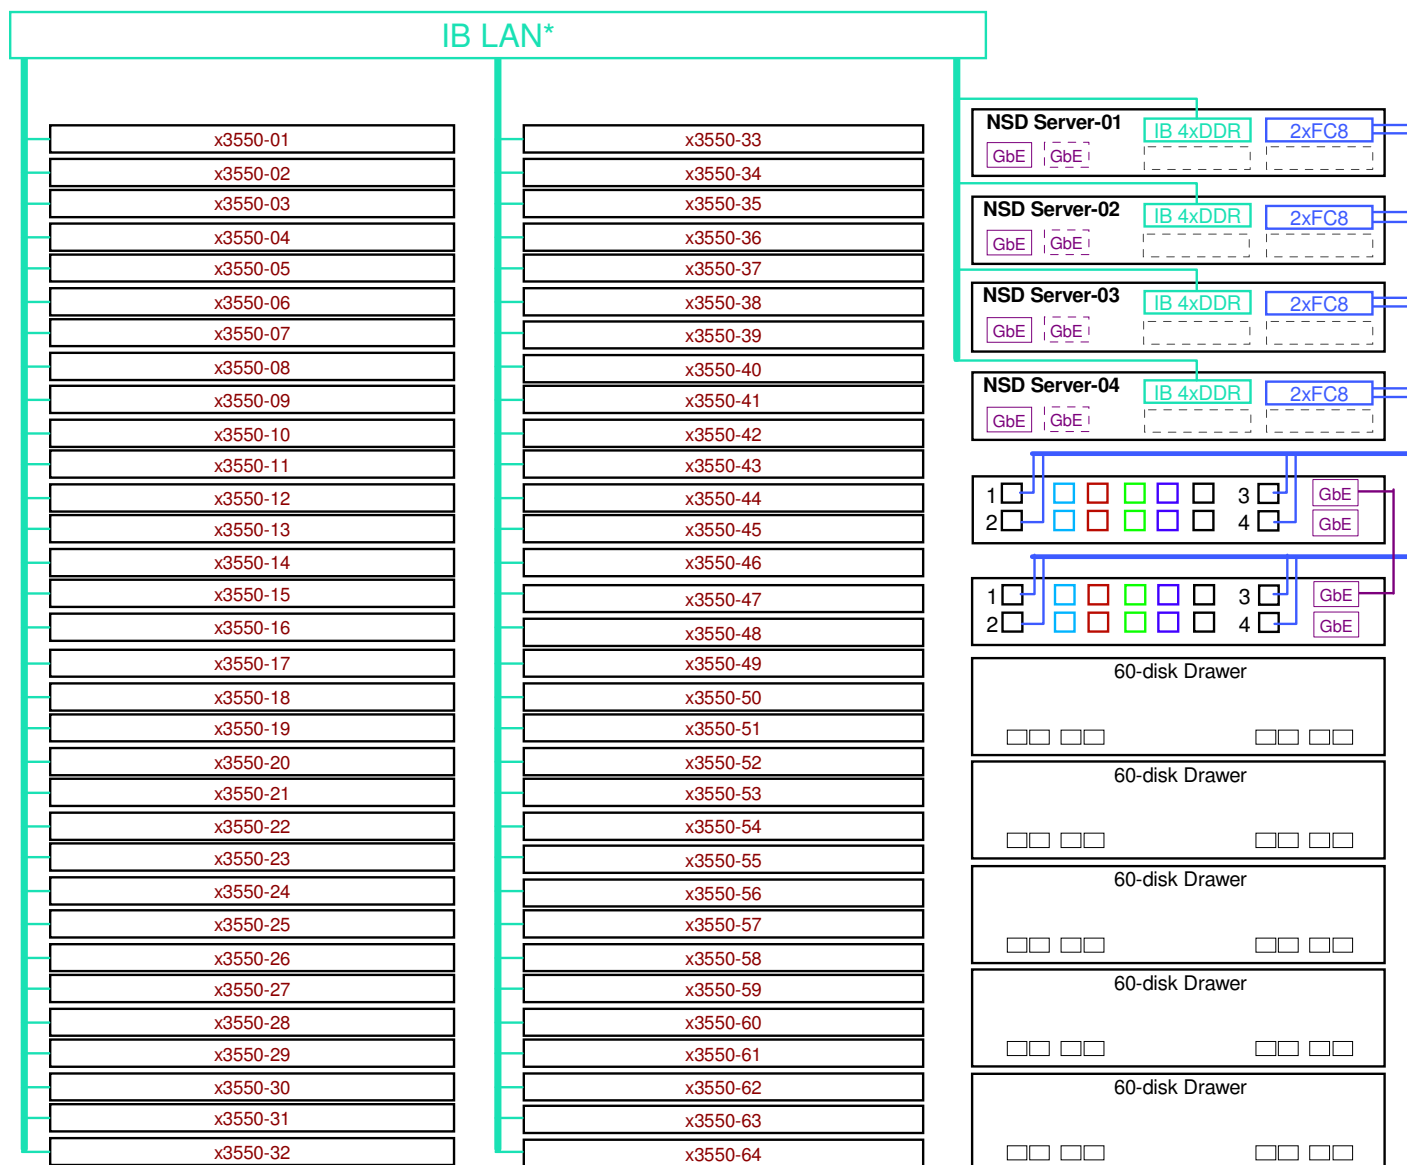 IB LAN*
x3550-01
x3550-02
x3550-03
x3550-04
x3550-05
x3550-06
x3550-07
x3550-08
x3550-09
x3550-10
x3550-11
x3550-12
x3550-13
x3550-14
x3550-15
x3550-16
x3550-17
x3550-18
x3550-19
x3550-20
x3550-21
x3550-22
x3550-23
x3550-24
x3550-25
x3550-26
x3550-27
x3550-28
x3550-29
x3550-30
x3550-31
x3550-32
x3550-33
x3550-34
x3550-35
x3550-36
x3550-37
x3550-38
x3550-39
x3550-40
x3550-41
x3550-42
x3550-43
x3550-44
x3550-45
x3550-46
x3550-47
x3550-48
x3550-49
x3550-50
x3550-51
x3550-52
x3550-53
x3550-54
x3550-55
x3550-56
x3550-57
x3550-58
x3550-59
x3550-60
x3550-61
x3550-62
x3550-63
x3550-64
NSD Server-01 IB 4xDDR 2xFC8
GbE GbE
NSD Server-02 IB 4xDDR 2xFC8
GbE GbE
NSD Server-03 IB 4xDDR 2xFC8
GbE GbE
NSD Server-04 IB 4xDDR 2xFC8
GbE GbE
1 3 GbE
2 4 GbE
1 3 GbE
2 4 GbE
60-disk Drawer
60-disk Drawer
60-disk Drawer
60-disk Drawer
60-disk Drawer